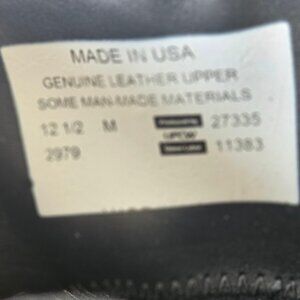 MADE IN USA
GENUINE LEATHER UPPER
SOME MAN-MADE MATERIALS
12 1/2 M 27335
2979 11383